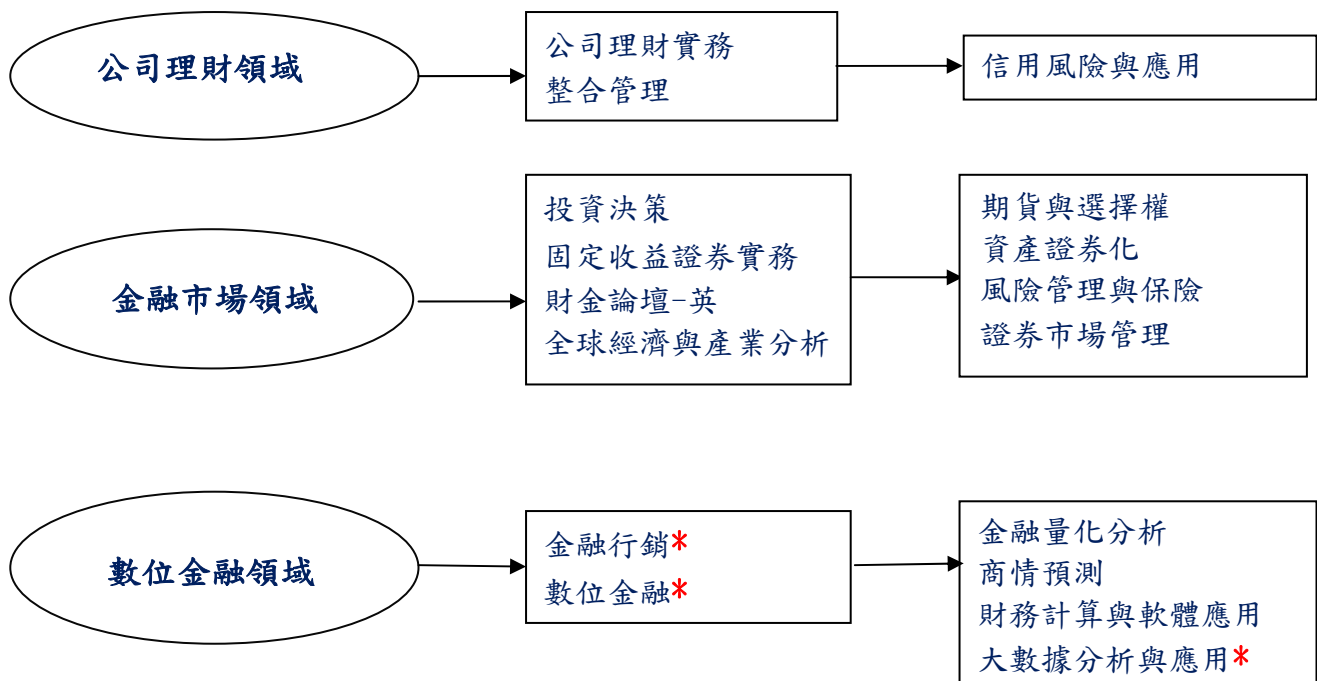 公司理財領域
公司理財實務
整合管理
信用風險與應用
金融市場領域
投資決策
固定收益證券實務
財金論壇-英
全球經濟與產業分析
期貨與選擇權
資產證券化
風險管理與保險
證券市場管理
數位金融領域
金融行銷*
數位金融*
金融量化分析
商情預測
財務計算與軟體應用
大數據分析與應用*